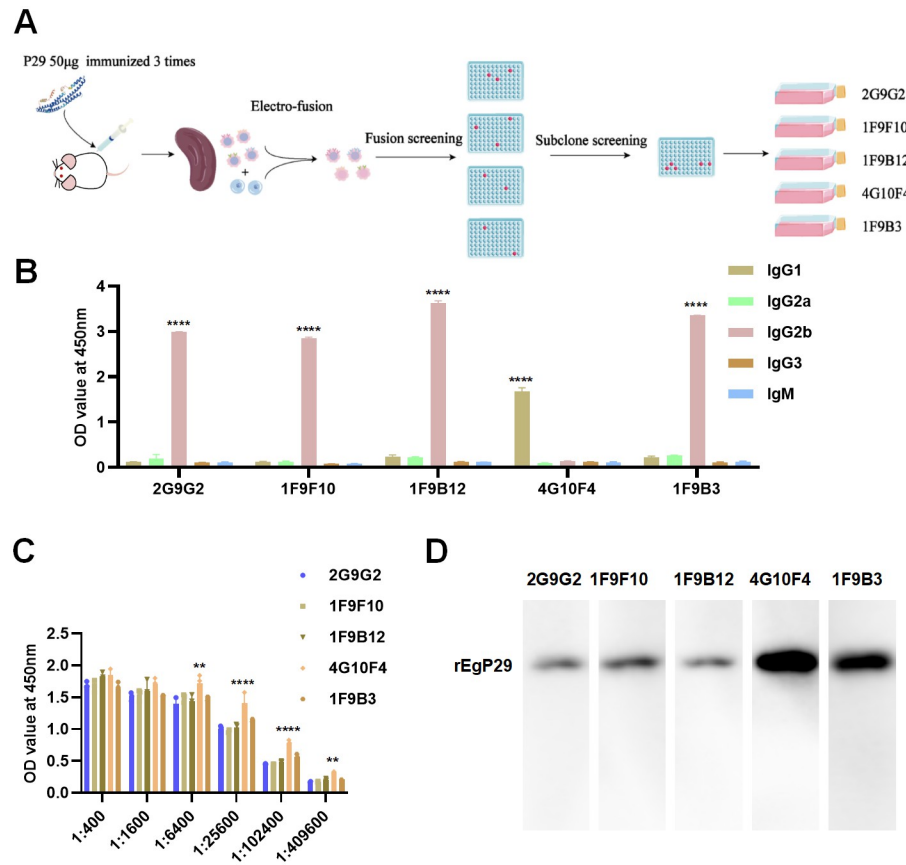 A
P29 50μg immunized 3 times
Electro-fusion
Fusion screening
Subclone screening
+
2G9G2
1F9F10
1F9B12
4G10F4
1F9B3
B
OD value at 450nm
4
3
2
1
0
****
****
****
****
****
2G9G2
1F9F10
1F9B12
4G10F4
1F9B3
IgG1
IgG2a
IgG2b
IgG3
IgM
C
2G9G2
1F9F10
1F9B12
4G10F4
1F9B3
OD value at 450nm
2.5
2.0
1.5
1.0
0.5
0.0
**
****
****
**
1:400
1:1600
1:6400
1:25600
1:102400
1:409600
D
2G9G2 1F9F10 1F9B12 4G10F4 1F9B3
rEgP29